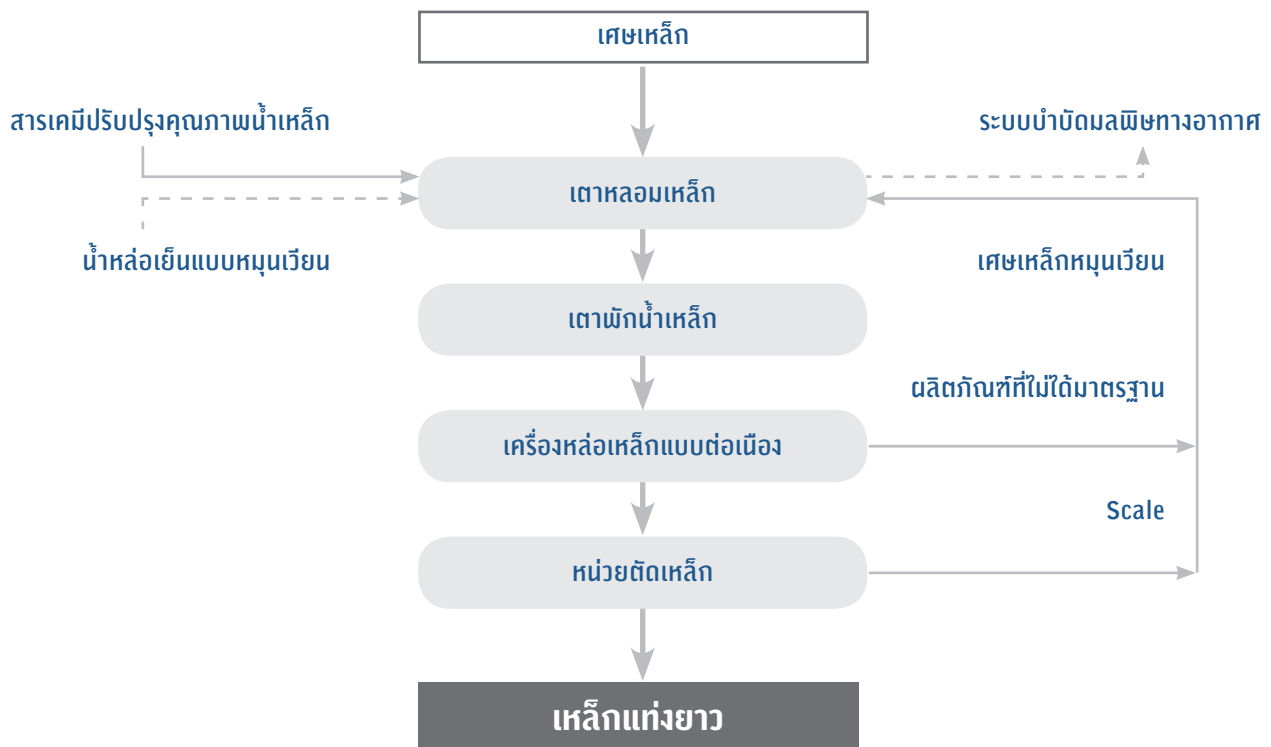 เศษเหล็ก
สารเคมีปรับปรุงคุณภาพน้ำเหล็ก
ระบบบำบัดมลพิษทางอากาศ
เตาหลอมเหล็ก
น้ำหล่อเย็นแบบหมุนเวียน
เศษเหล็กหมุนเวียน
เตาพักน้ำเหล็ก
ผลิตภัณฑ์ที่ไม่ได้มาตรฐาน
เครื่องหล่อเหล็กแบบต่อเนือง
Scale
หน่วยตัดเหล็ก
เหล็กแท่งยาว